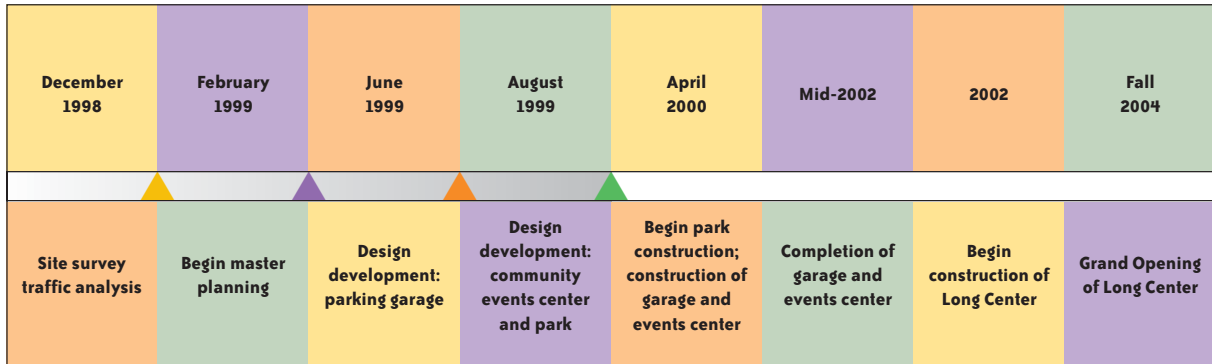 December
1998
February
1999
June
1999
August
1999
April
2000
Mid-2002
2002
Fall
2004
Site survey
traffic analysis
Begin master
planning
Design
development:
parking garage
Design
development:
community
events center
and park
Begin park
construction;
construction of
garage and
events center
Completion of
garage and
events center
Begin
construction of
Long Center
Grand Opening
of Long Center